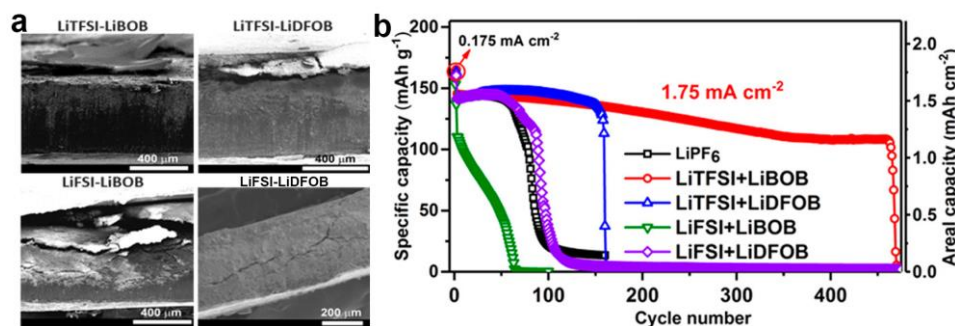 a
LiTFSI-LiBOB
LiTFSI-LiDFOB
400 μm
400 μm
LiFSI-LiBOB
LiFSI-LiDFOB
400 μm
200 μm
b
Specific capacity (mAh g⁻¹)
200
150
100
50
0
0.175 mA cm⁻²
1.75 mA cm⁻²
LiPF₆
LiTFSI+LiBOB
LiTFSI+LiDFOB
LiFSI+LiBOB
LiFSI+LiDFOB
2.0
1.5
1.0
0.5
0.0
Areal capacity (mAh cm⁻²)
0 100 200 300 400
Cycle number